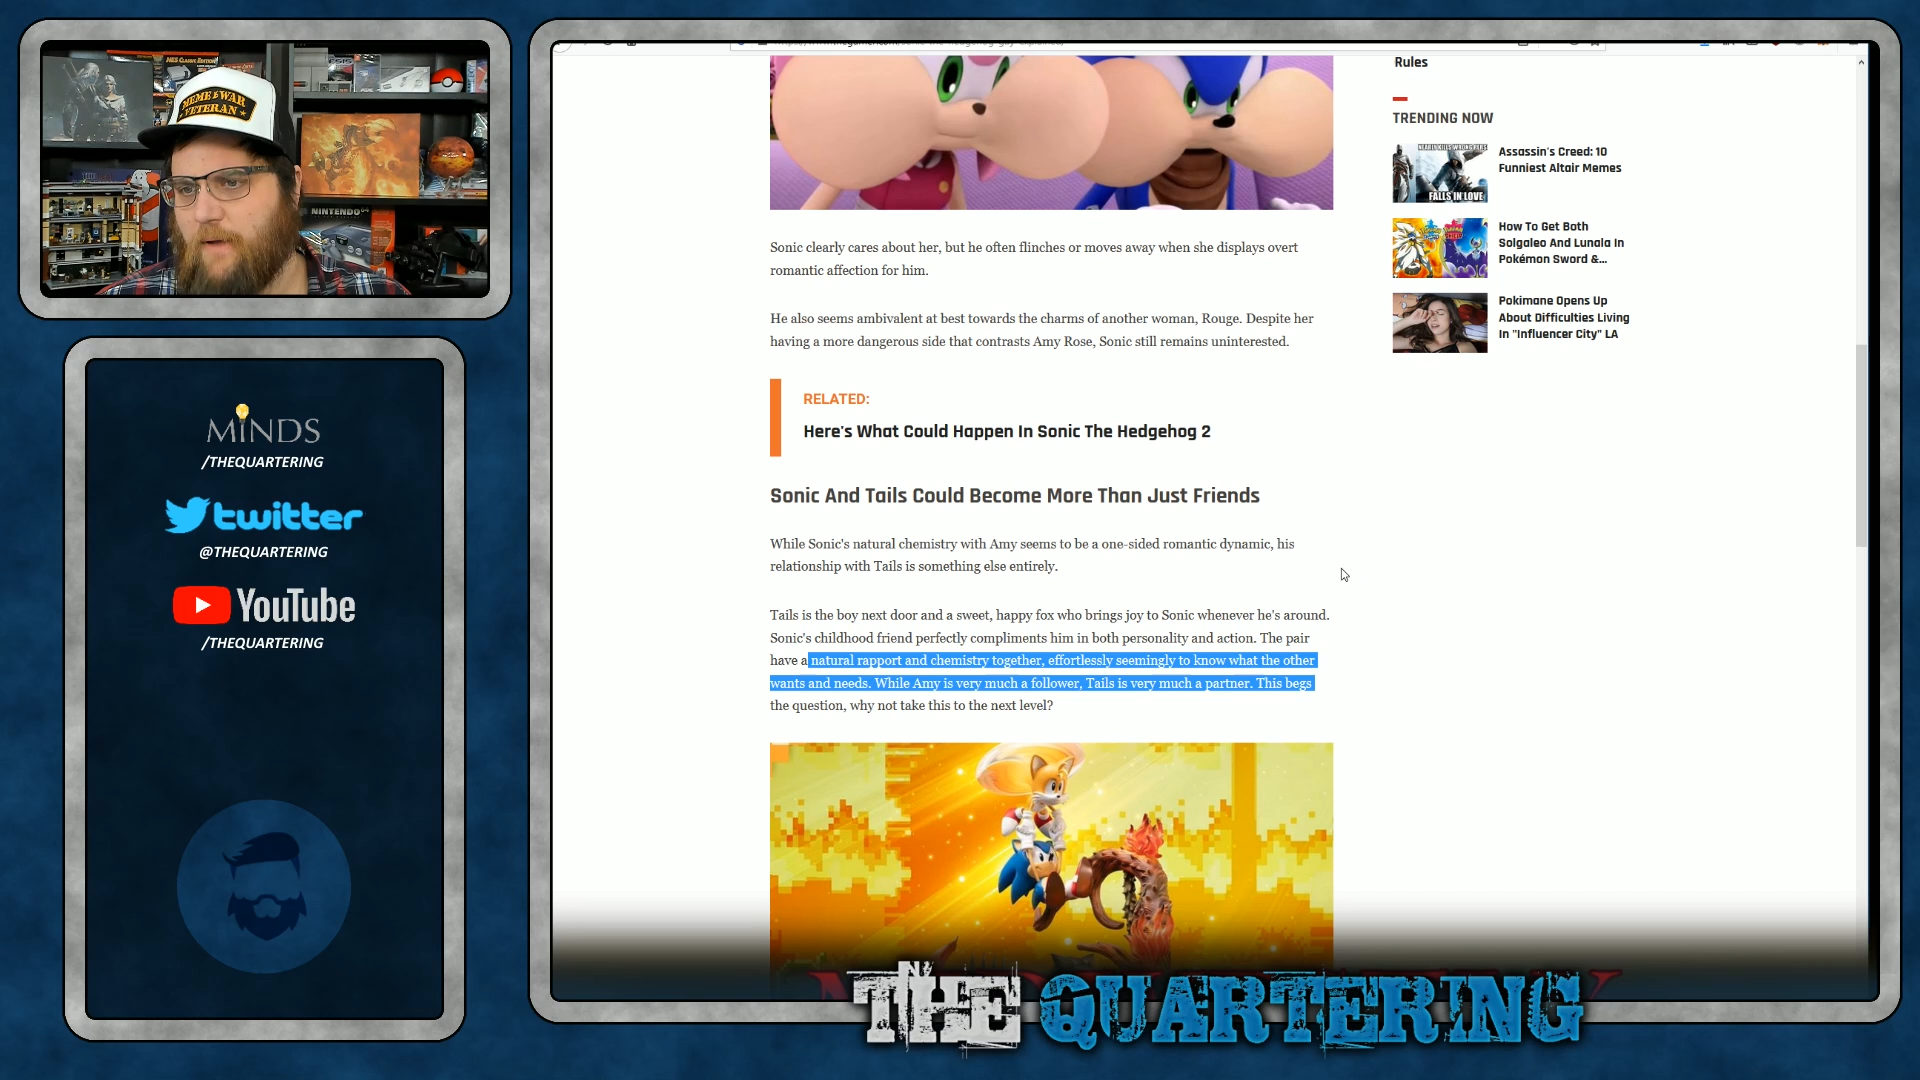 NES CLASSIC EDITION
MEME WAR
VETERAN
NINTENDO 64
MINDS
/THEQUARTERING
twitter
@THEQUARTERING
YouTube
/THEQUARTERING
Sonic clearly cares about her, but he often flinches or moves away when she displays overt
romantic affection for him.
He also seems ambivalent at best towards the charms of another woman, Rouge. Despite her
having a more dangerous side that contrasts Amy Rose, Sonic still remains uninterested.
RELATED:
Here's What Could Happen In Sonic The Hedgehog 2
Sonic And Tails Could Become More Than Just Friends
While Sonic's natural chemistry with Amy seems to be a one-sided romantic dynamic, his
relationship with Tails is something else entirely.
Tails is the boy next door and a sweet, happy fox who brings joy to Sonic whenever he's around.
Sonic's childhood friend perfectly compliments him in both personality and action. The pair
have a natural rapport and chemistry together, effortlessly seemingly to know what the other
wants and needs. While Amy is very much a follower, Tails is very much a partner. This begs
the question, why not take this to the next level?
Rules
TRENDING NOW
FALLS IN LOVE
Assassin's Creed: 10
Funniest Altair Memes
How To Get Both
Solgaleo And Lunala In
Pokémon Sword &...
Pokimane Opens Up
About Difficulties Living
In "Influencer City" LA
THE QUARTERING